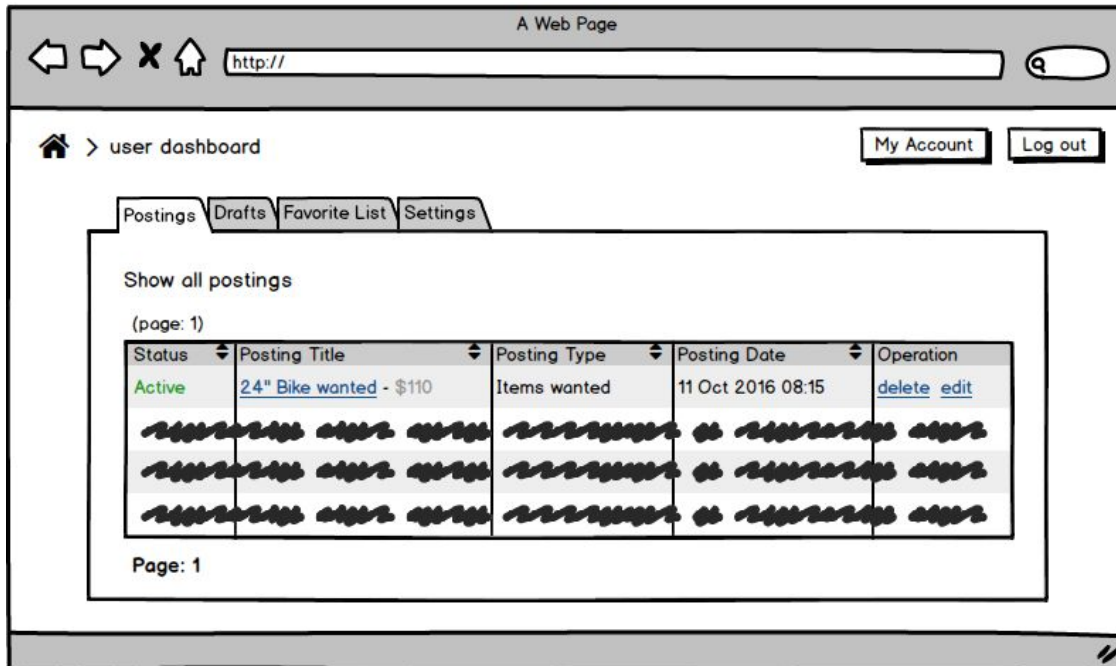 A Web Page
http://
> user dashboard
My Account
Log out
Postings Drafts Favorite List Settings
Show all postings
(page: 1)
Status Posting Title Posting Type Posting Date Operation
Active 24" Bike wanted - $110 Items wanted 11 Oct 2016 08:15 delete edit
Page: 1